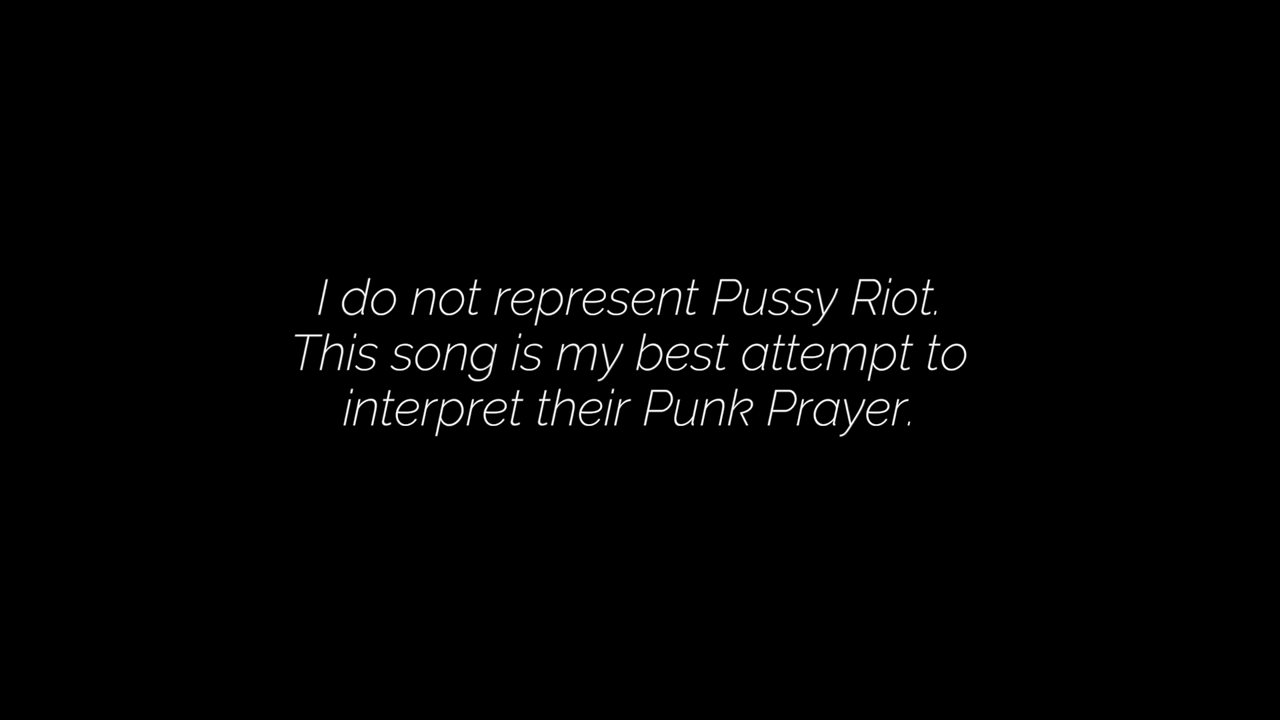 I do not represent Pussy Riot.
This song is my best attempt to
interpret their Punk Prayer.